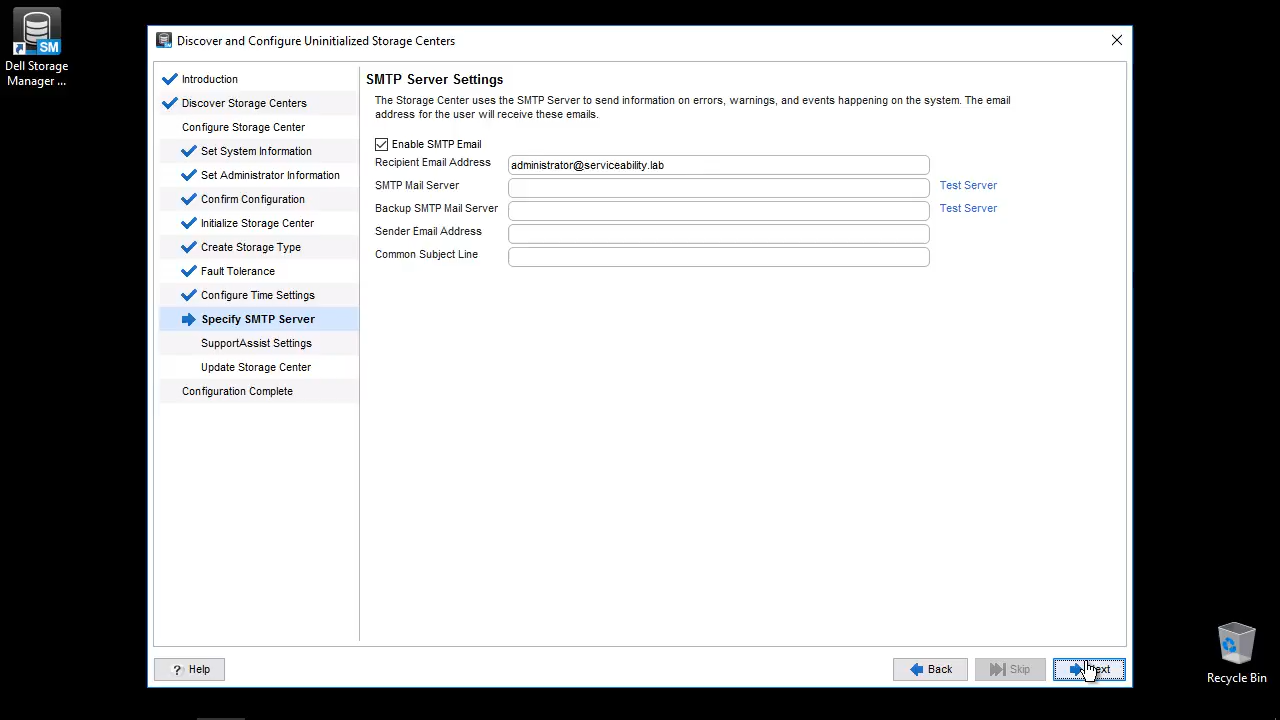 Dell Storage
Manager ...
SM
Discover and Configure Uninitialized Storage Centers
Introduction
Discover Storage Centers
Configure Storage Center
Set System Information
Set Administrator Information
Confirm Configuration
Initialize Storage Center
Create Storage Type
Fault Tolerance
Configure Time Settings
Specify SMTP Server
SupportAssist Settings
Update Storage Center
Configuration Complete
SMTP Server Settings
The Storage Center uses the SMTP Server to send information on errors, warnings, and events happening on the system. The email
address for the user will receive these emails.
Enable SMTP Email
Recipient Email Address administrator@serviceability.lab
SMTP Mail Server Test Server
Backup SMTP Mail Server Test Server
Sender Email Address
Common Subject Line
? Help
Back
Skip
Next
Recycle Bin